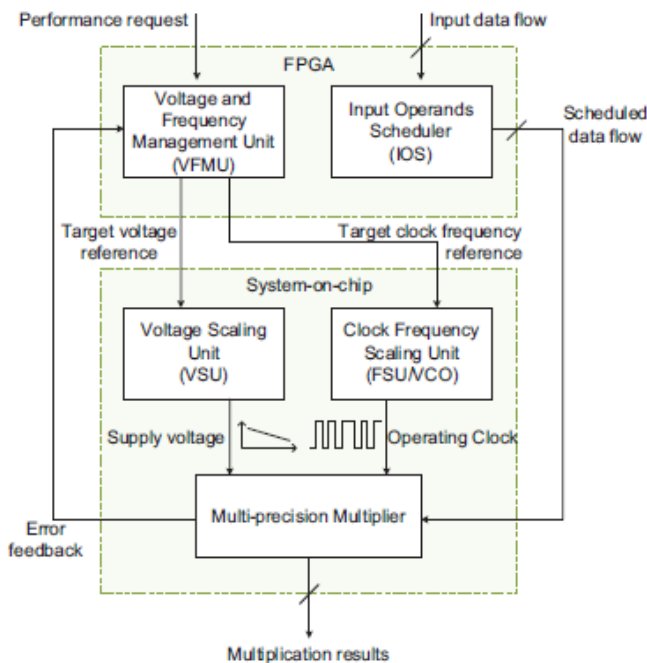 Performance request
Input data flow
FPGA
Voltage and
Frequency
Management Unit
(VFMU)
Input Operands
Scheduler
(IOS)
Scheduled
data flow
Target voltage
reference
Target clock frequency
reference
System-on-chip
Voltage Scaling
Unit
(VSU)
Clock Frequency
Scaling Unit
(FSU/VCO)
Supply voltage
Operating Clock
Multi-precision Multiplier
Error
feedback
Multiplication results